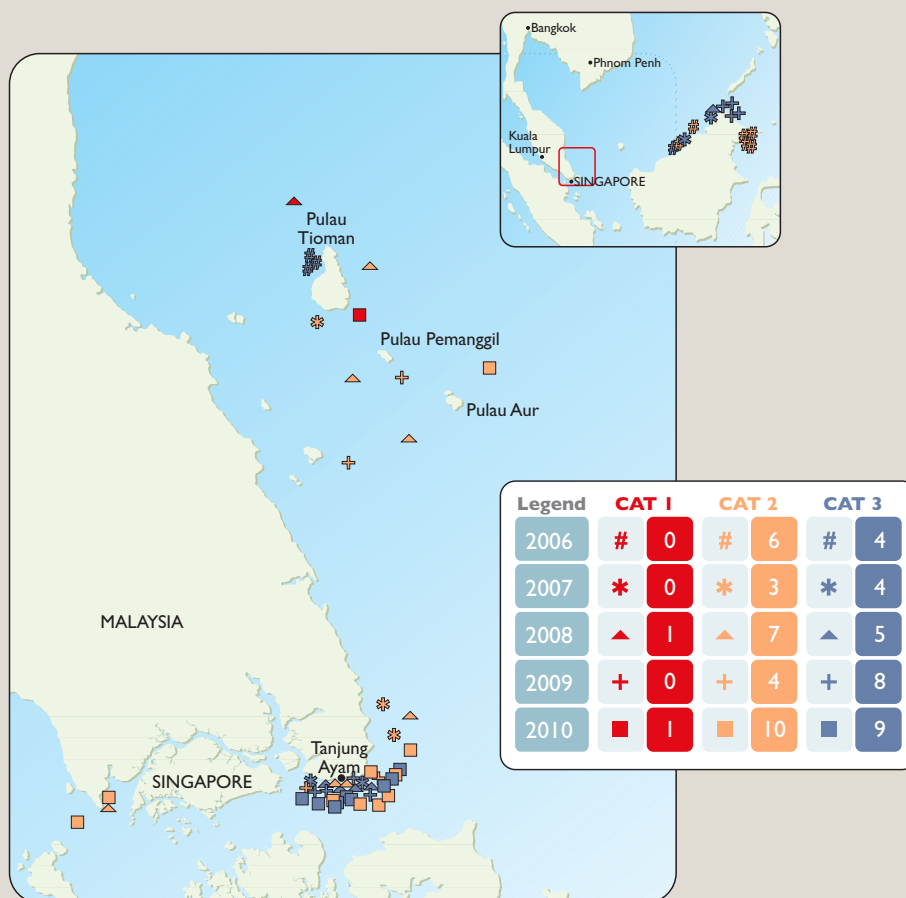 Bangkok
Phnom Penh
Kuala
Lumpur
SINGAPORE
Pulau
Tioman
Pulau Pemanggil
Pulau Aur
MALAYSIA
Tanjung
Ayam
SINGAPORE
Legend CAT 1 CAT 2 CAT 3
2006 # 0 # 6 # 4
2007 * 0 * 3 * 4
2008 ▲ 1 ▲ 7 ▲ 5
2009 + 0 + 4 + 8
2010 ■ 1 ■ 10 ■ 9